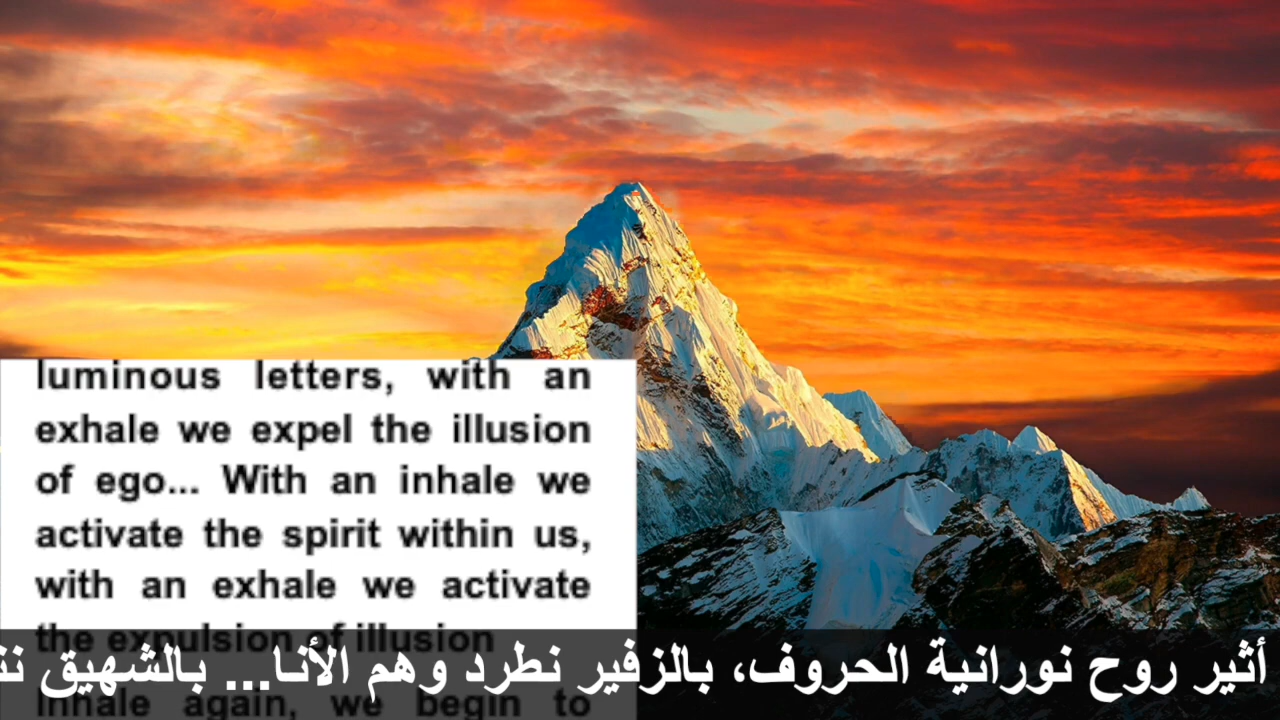 luminous letters, with an
exhale we expel the illusion
of ego... With an inhale we
activate the spirit within us,
with an exhale we activate
the expulsion of illusion
inhale again, we begin to
أثير روح نورانية الحروف، بالزفير نطرد وهم الأنا... بالشهيق